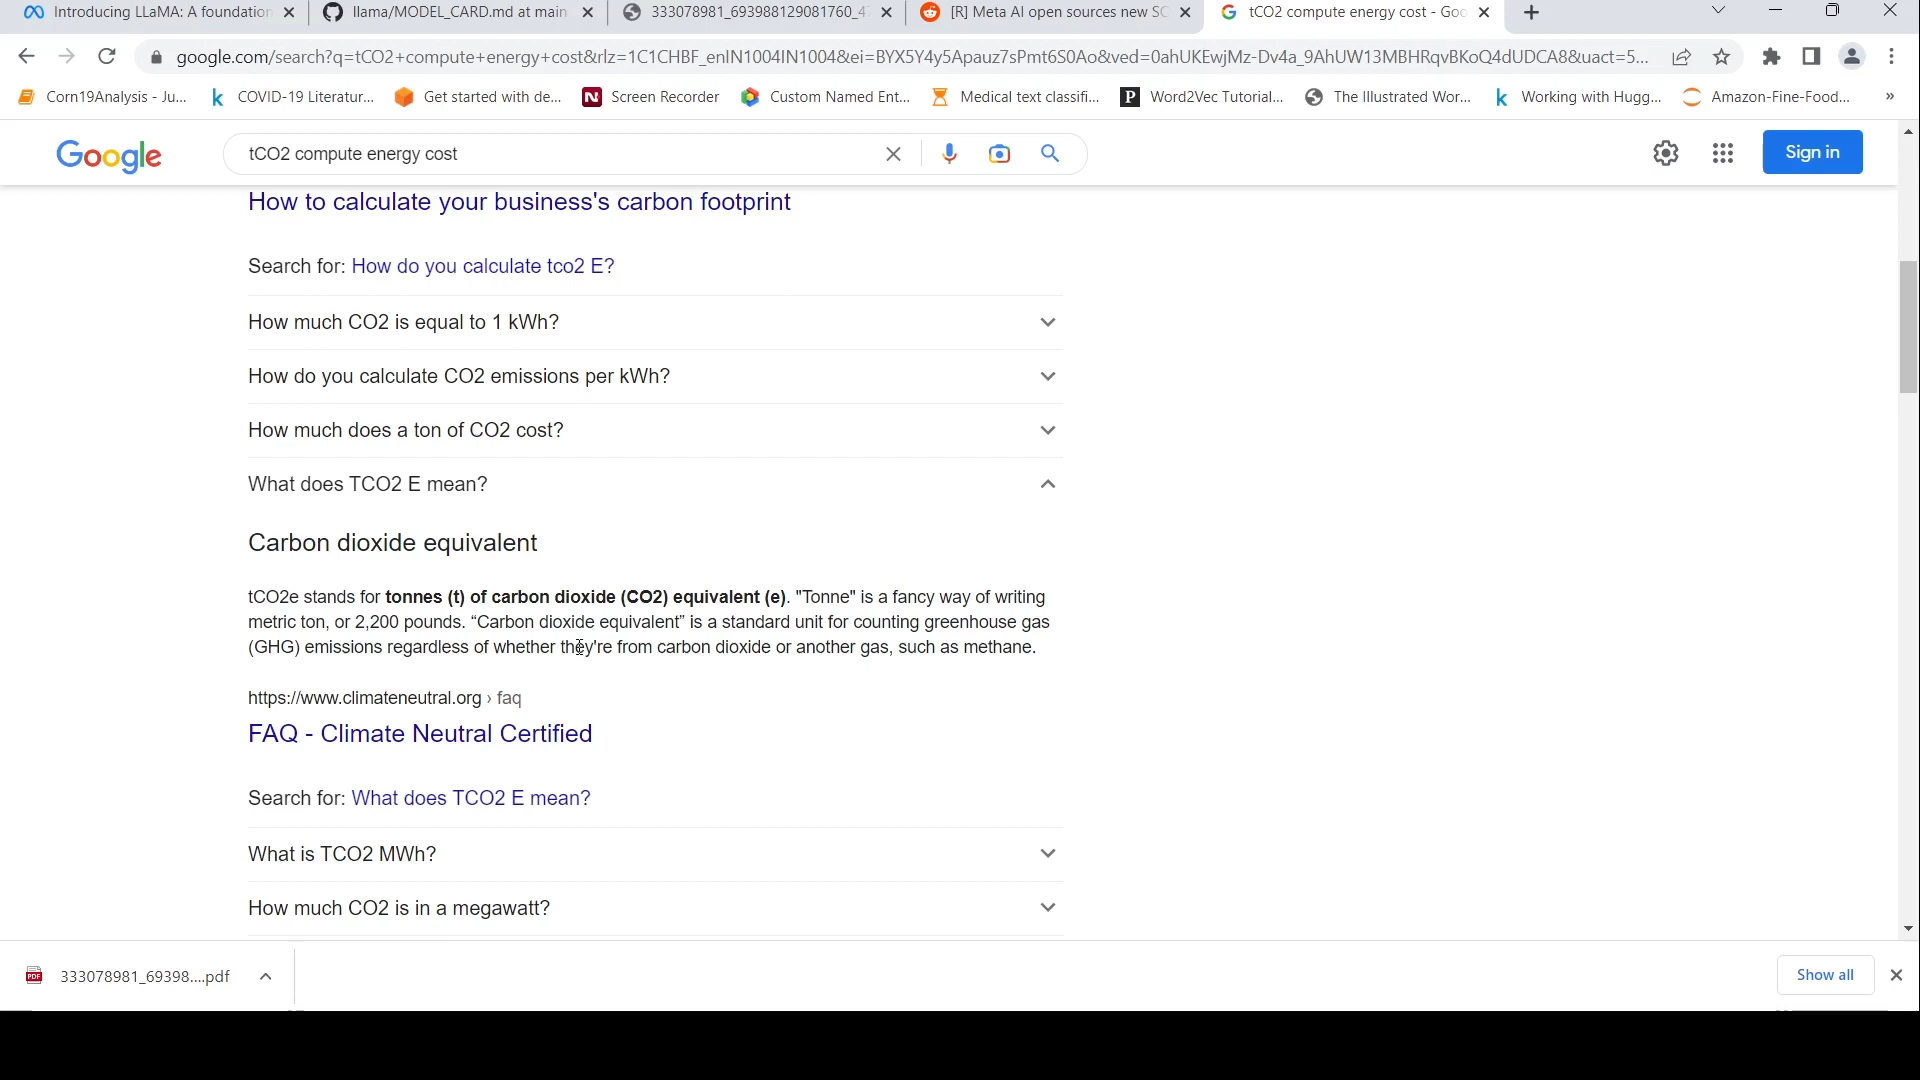 Introducing LLaMA: A foundation
llama/MODEL_CARD.md at main
333078981_693988129081760_4
[R] Meta AI open sources new SC
tCO2 compute energy cost - Goo
google.com/search?q=tCO2+compute+energy+cost&rlz=1C1CHBF_enIN1004IN1004&ei=BYX5Y4y5Apauz7sPmt6S0Ao&ved=0ahUKEwjMz-Dv4a_9AhUW13MBHRqvBKoQ4dUDCA8&uact=5...
Corn19Analysis - Ju...
COVID-19 Literatur...
Get started with de...
Screen Recorder
Custom Named Ent...
Medical text classifi...
Word2Vec Tutorial...
The Illustrated Wor...
Working with Hugg...
Amazon-Fine-Food...
»
Google
tCO2 compute energy cost
Sign in
How to calculate your business's carbon footprint
Search for: How do you calculate tco2 E?
How much CO2 is equal to 1 kWh?
How do you calculate CO2 emissions per kWh?
How much does a ton of CO2 cost?
What does TCO2 E mean?
Carbon dioxide equivalent
tCO2e stands for tonnes (t) of carbon dioxide (CO2) equivalent (e). "Tonne" is a fancy way of writing
metric ton, or 2,200 pounds. “Carbon dioxide equivalent” is a standard unit for counting greenhouse gas
(GHG) emissions regardless of whether they're from carbon dioxide or another gas, such as methane.
https://www.climateneutral.org › faq
FAQ - Climate Neutral Certified
Search for: What does TCO2 E mean?
What is TCO2 MWh?
How much CO2 is in a megawatt?
PDF
333078981_69398....pdf
Show all